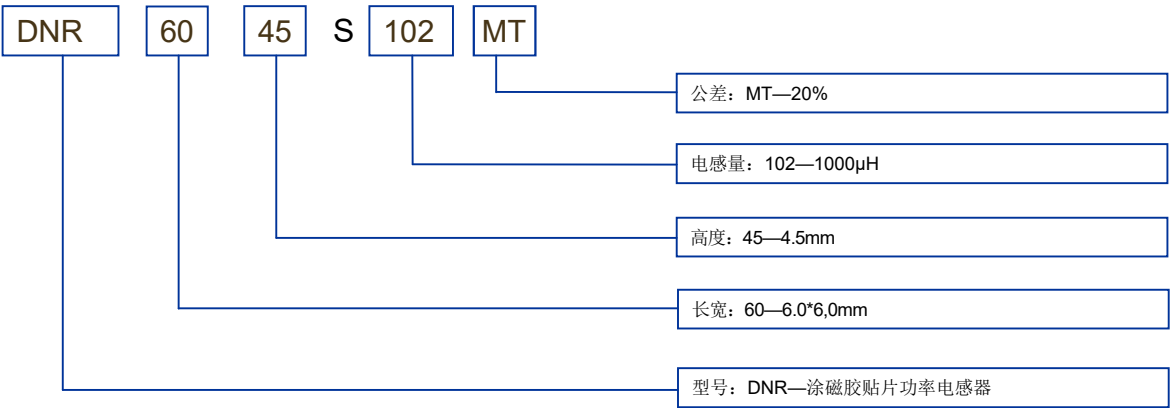 DNR 60 45 S 102 MT
公差：MT—20%
电感量：102—1000µH
高度：45—4.5mm
长宽：60—6.0*6,0mm
型号：DNR—涂磁胶贴片功率电感器